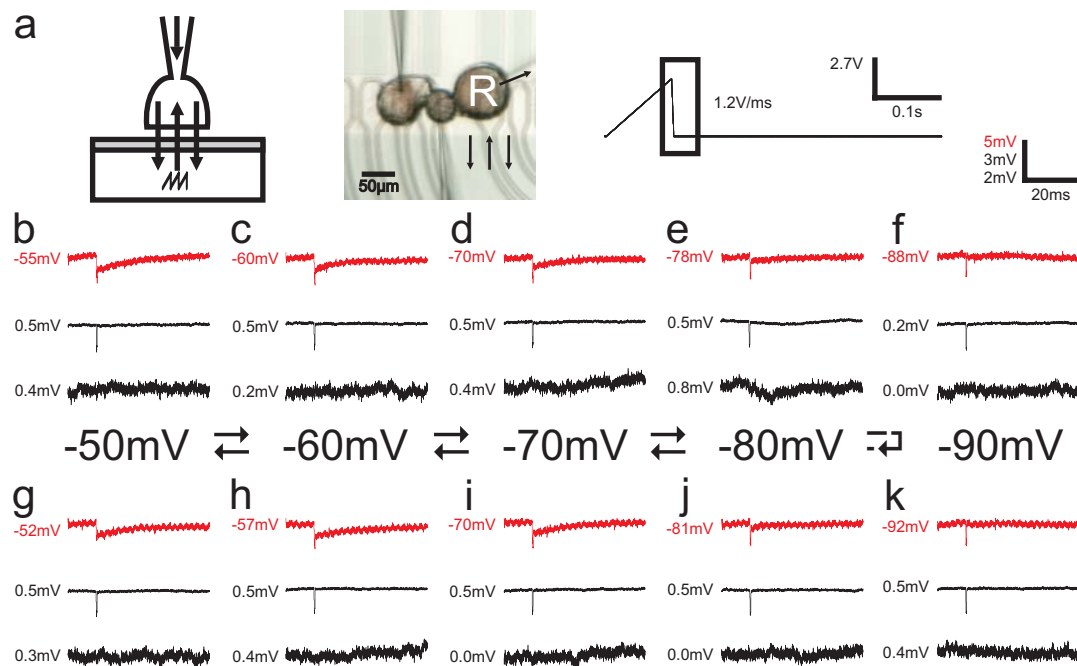 a
R
50µm
1.2V/ms
2.7V
0.1s
5mV
3mV
2mV
20ms
b c d e f
-55mV -60mV -70mV -78mV -88mV
0.5mV 0.5mV 0.5mV 0.5mV 0.2mV
0.4mV 0.2mV 0.4mV 0.8mV 0.0mV
-50mV -60mV -70mV -80mV -90mV
g h i j k
-52mV -57mV -70mV -81mV -92mV
0.5mV 0.5mV 0.5mV 0.5mV 0.5mV
0.3mV 0.4mV 0.0mV 0.0mV 0.4mV